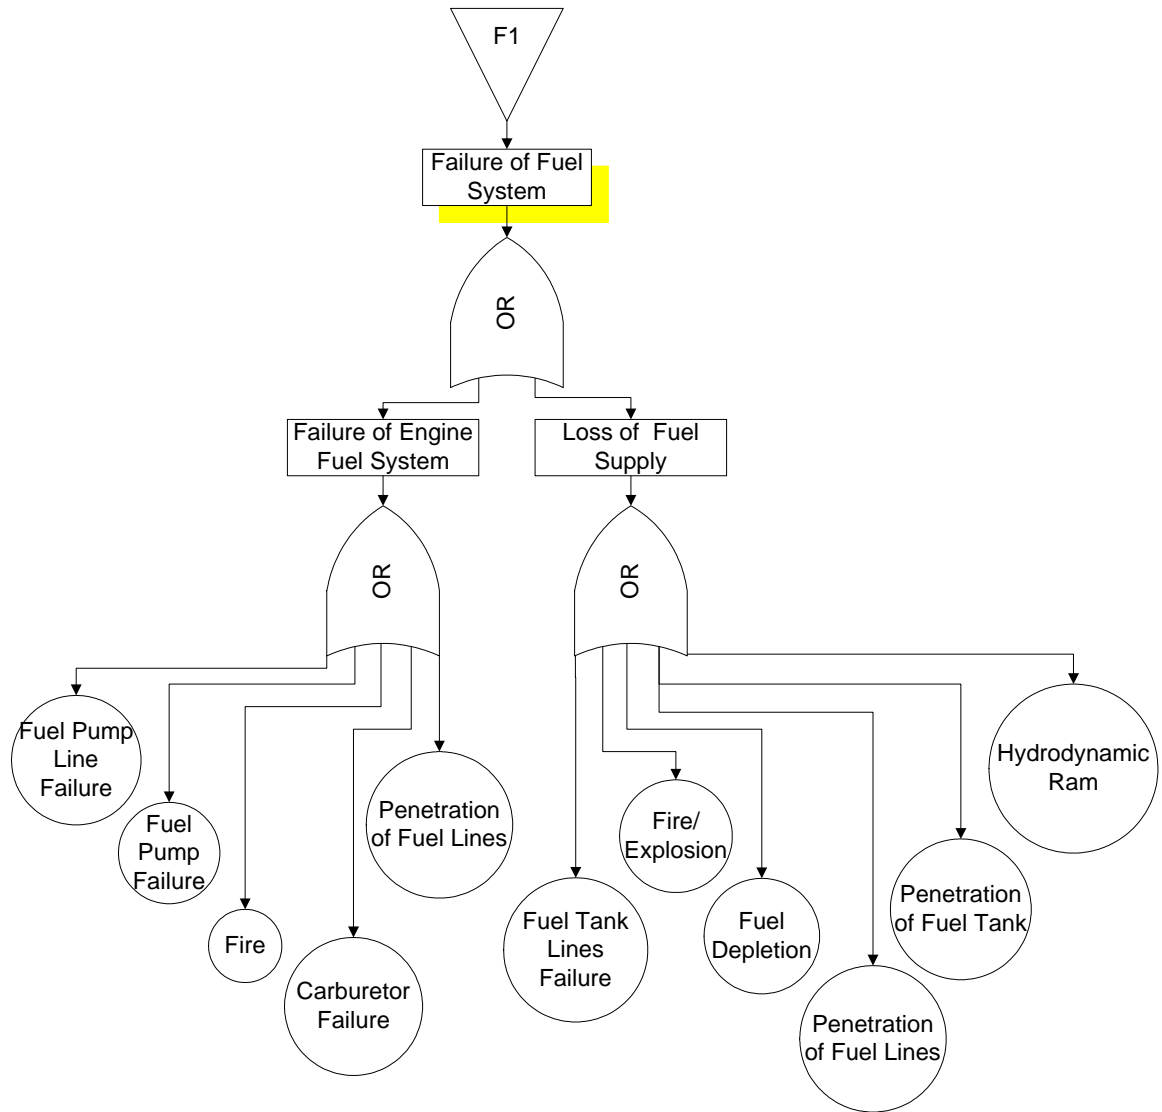 F1
Failure of Fuel
System
OR
Failure of Engine
Fuel System
Loss of  Fuel
Supply
OR
OR
Fuel Pump
Line
Failure
Fuel
Pump
Failure
Fire
Carburetor
Failure
Penetration
of Fuel Lines
Fuel Tank
Lines
Failure
Fire/
Explosion
Fuel
Depletion
Penetration
of Fuel Lines
Penetration
of Fuel Tank
Hydrodynamic
Ram